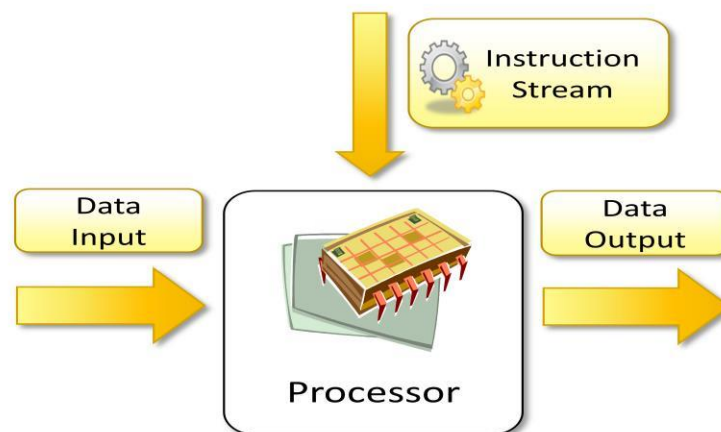 Instruction
Stream
Data
Input
Data
Output
Processor